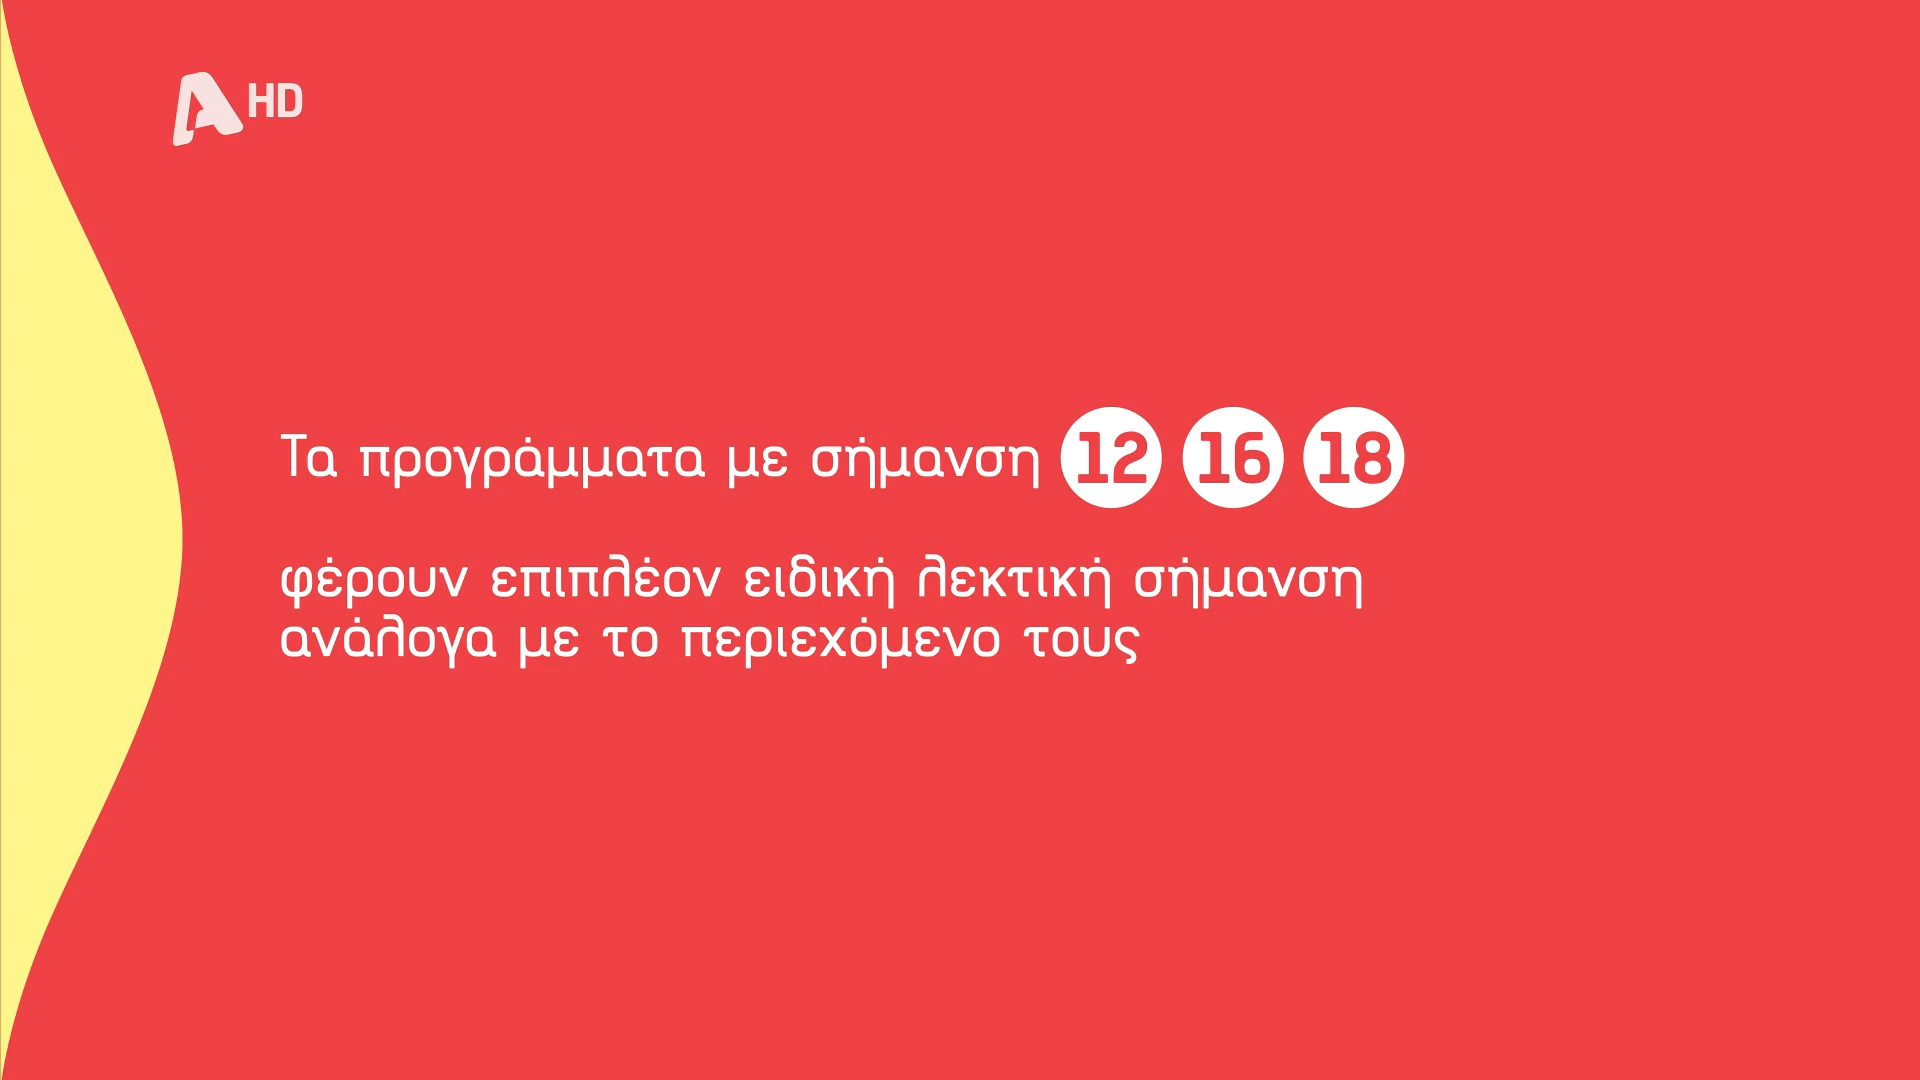 A HD
Τα προγράμματα με σήμανση 12 16 18
φέρουν επιπλέον ειδική λεκτική σήμανση
ανάλογα με το περιεχόμενο τους